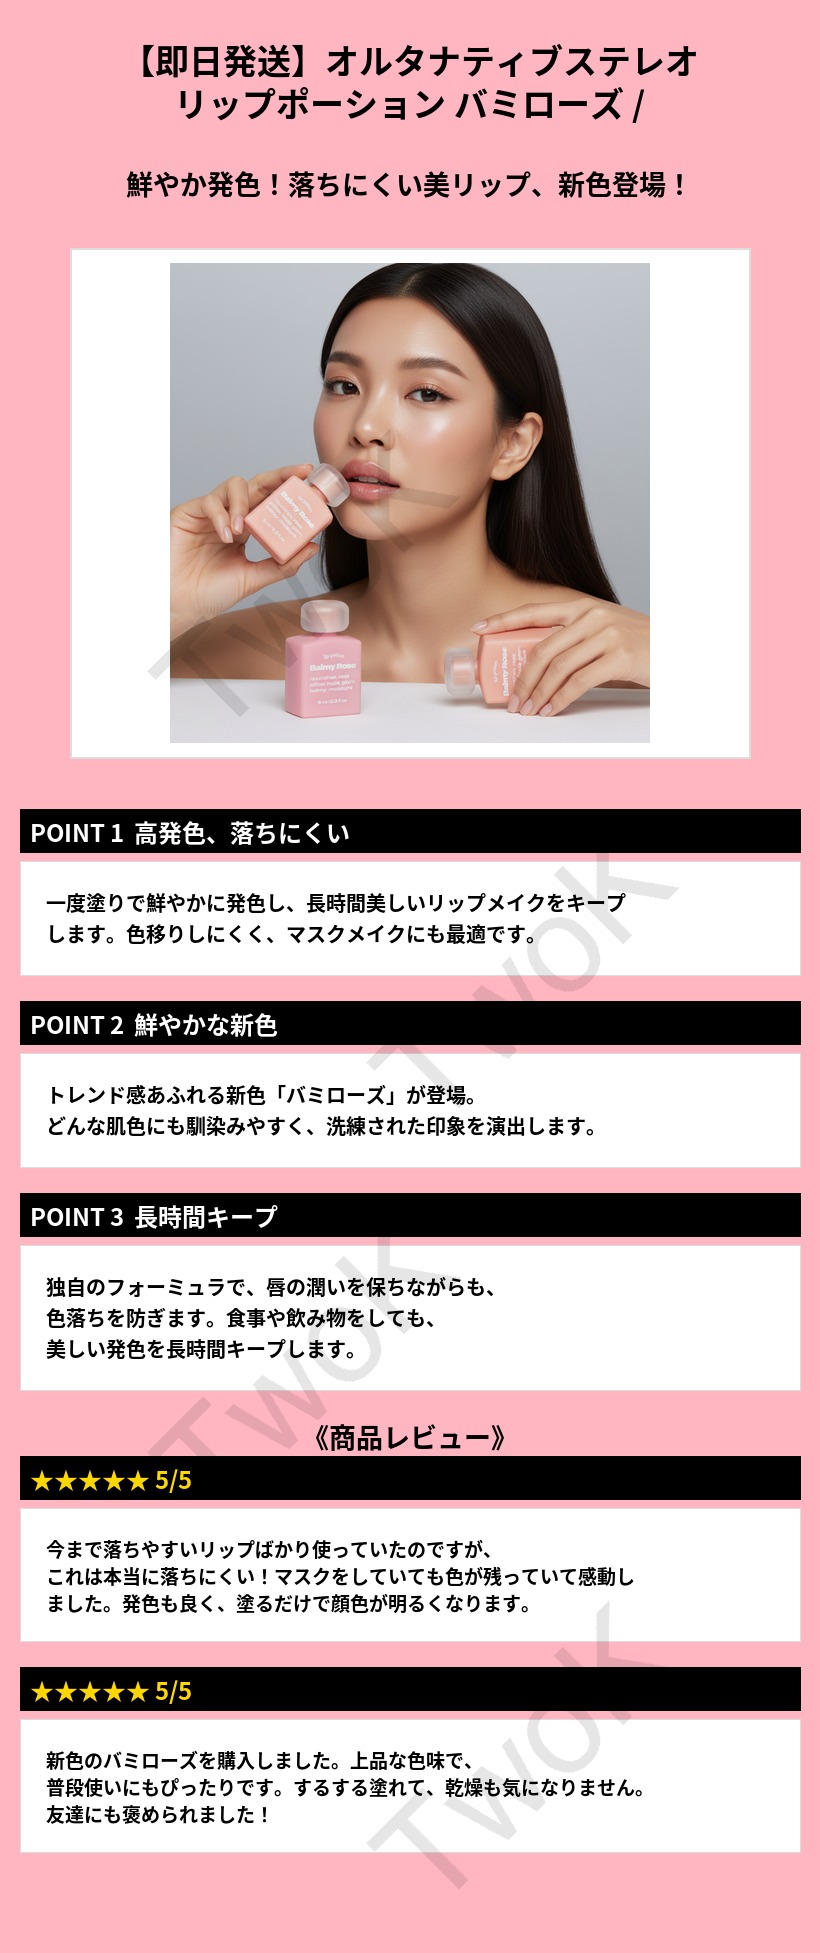 【即日発送】オルタナティブステレオ
リップポーション バミローズ /
鮮やか発色！落ちにくい美リップ、新色登場！
Balmy Rose
Balmy Rose
Balmy Roose
TwoK
POINT 1 高発色、落ちにくい
一度塗りで鮮やかに発色し、長時間美しいリップメイクをキープ
します。色移りしにくく、マスクメイクにも最適です。
TwoK
POINT 2 鮮やかな新色
トレンド感あふれる新色「バミローズ」が登場。
どんな肌色にも馴染みやすく、洗練された印象を演出します。
POINT 3 長時間キープ
独自のフォーミュラで、唇の潤いを保ちながらも、
色落ちを防ぎます。食事や飲み物をしても、
美しい発色を長時間キープします。
TwoK
《商品レビュー》
★★★★★ 5/5
今まで落ちやすいリップばかり使っていたのですが、
これは本当に落ちにくい！マスクをしていても色が残っていて感動し
ました。発色も良く、塗るだけで顔色が明るくなります。
★★★★★ 5/5
新色のバミローズを購入しました。上品な色味で、
普段使いにもぴったりです。するする塗れて、乾燥も気になりません。
友達にも褒められました！
TwoK